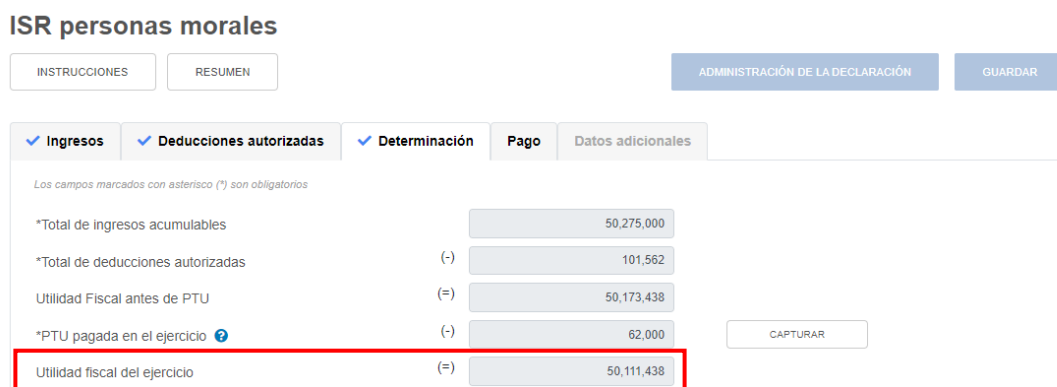 ISR personas morales
INSTRUCCIONES RESUMEN ADMINISTRACIÓN DE LA DECLARACIÓN GUARDAR
Ingresos Deducciones autorizadas Determinación Pago Datos adicionales
Los campos marcados con asterisco (*) son obligatorios
*Total de ingresos acumulables 50,275,000
*Total de deducciones autorizadas (-) 101,562
Utilidad Fiscal antes de PTU (=) 50,173,438
*PTU pagada en el ejercicio ? (-) 62,000 CAPTURAR
Utilidad fiscal del ejercicio (=) 50,111,438